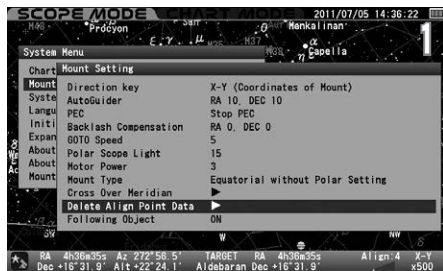 SCOPE MODE CHART MODE 2011/07/05 14:36:22
Procyon
Menkalinan
Capella
1
System Menu
Mount Setting
Chart
Mount
Syste
Langu
Initi
Expan
About
About
Mount
Direction key X-Y (Coordinates of Mount)
AutoGuider RA 10, DEC 10
PEC Stop PEC
Backlash Compensation RA 0, DEC 0
GOTO Speed 5
Polar Scope Light 15
Motor Power 3
Mount Type Equatorial without Polar Setting
Cross Over Meridian ▶
Delete Align Point Data ▶
Following Object ON
SW W NW
RA 4h36m35s Az 272°56.5' TARGET RA 4h36m35s Align:4 X-Y
Dec +16°31.9' Alt +22°24.1' Aldebaran Dec +16°31.9' x500